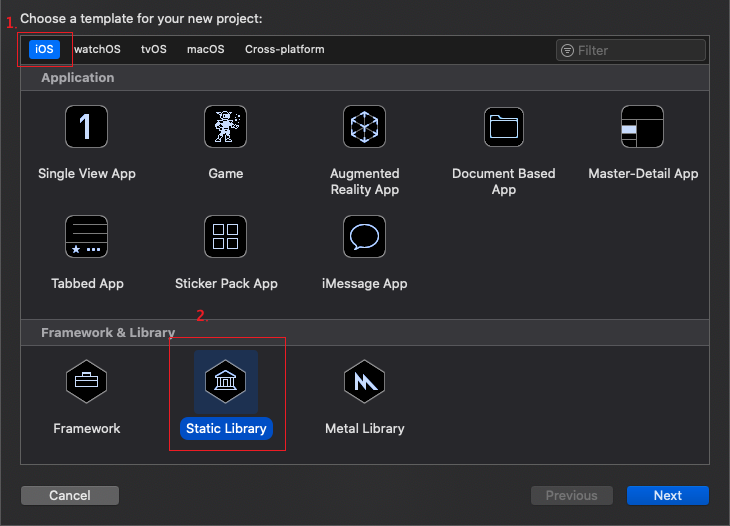 Choose a template for your new project:
1.
iOS watchOS tvOS macOS Cross-platform Filter
Application
1
Single View App Game Augmented Reality App Document Based App Master-Detail App
Tabbed App Sticker Pack App iMessage App
2.
Framework & Library
Framework Static Library Metal Library
Cancel Previous Next